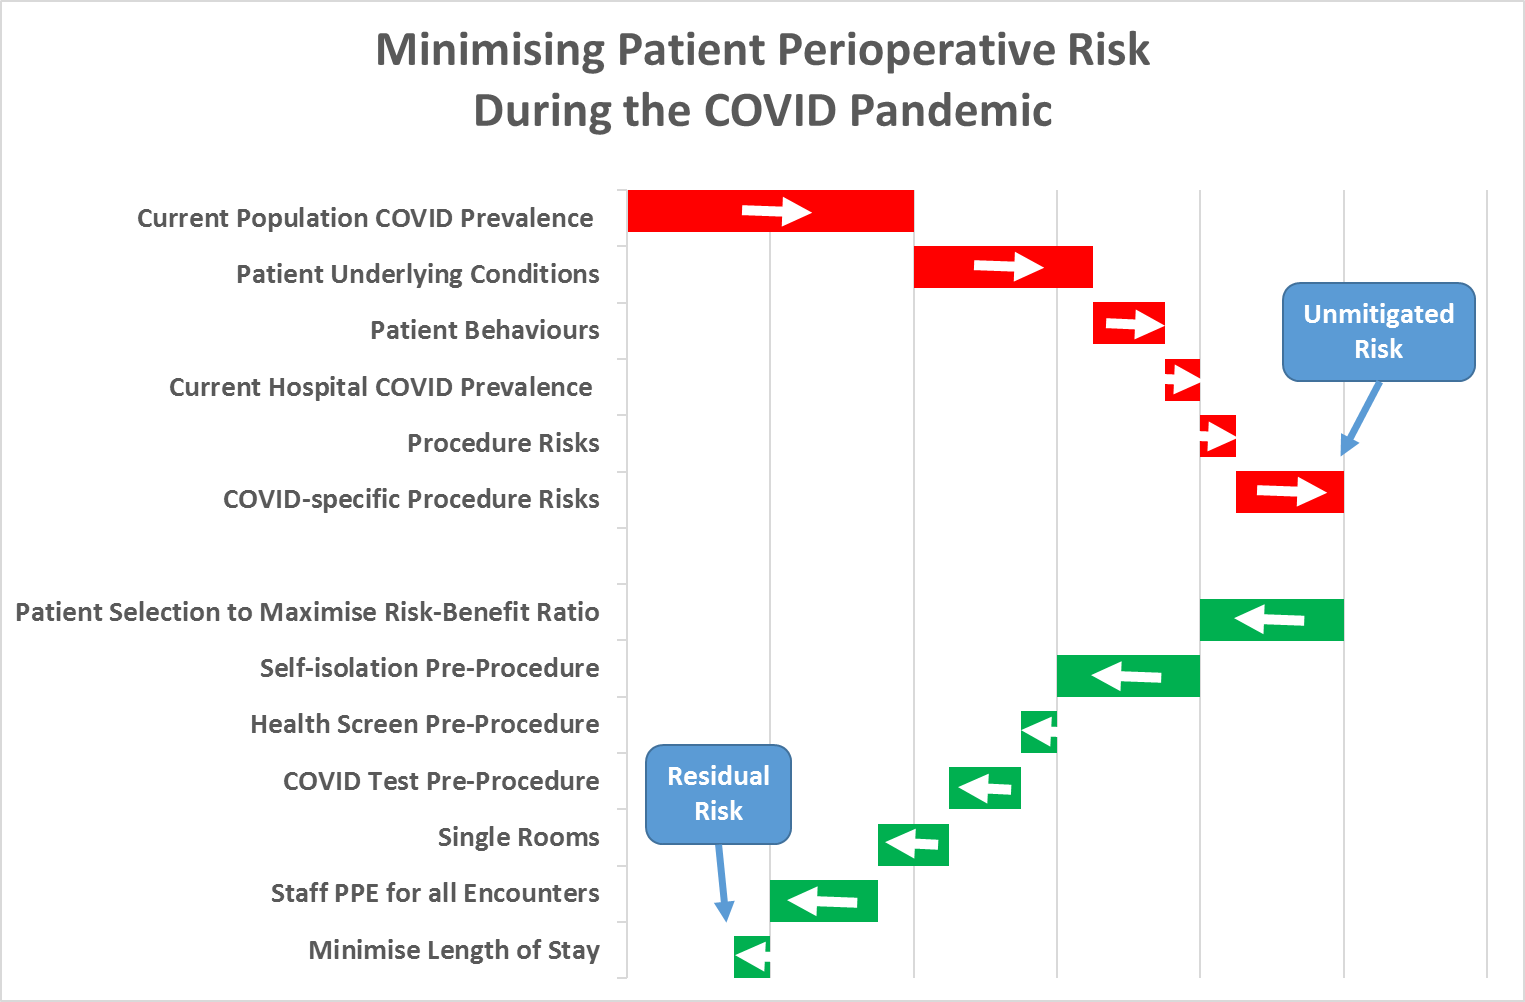 Minimising Patient Perioperative Risk
During the COVID Pandemic
Current Population COVID Prevalence
Patient Underlying Conditions
Patient Behaviours
Current Hospital COVID Prevalence
Procedure Risks
COVID-specific Procedure Risks
Unmitigated
Risk
Patient Selection to Maximise Risk-Benefit Ratio
Self-isolation Pre-Procedure
Health Screen Pre-Procedure
COVID Test Pre-Procedure
Single Rooms
Staff PPE for all Encounters
Minimise Length of Stay
Residual
Risk